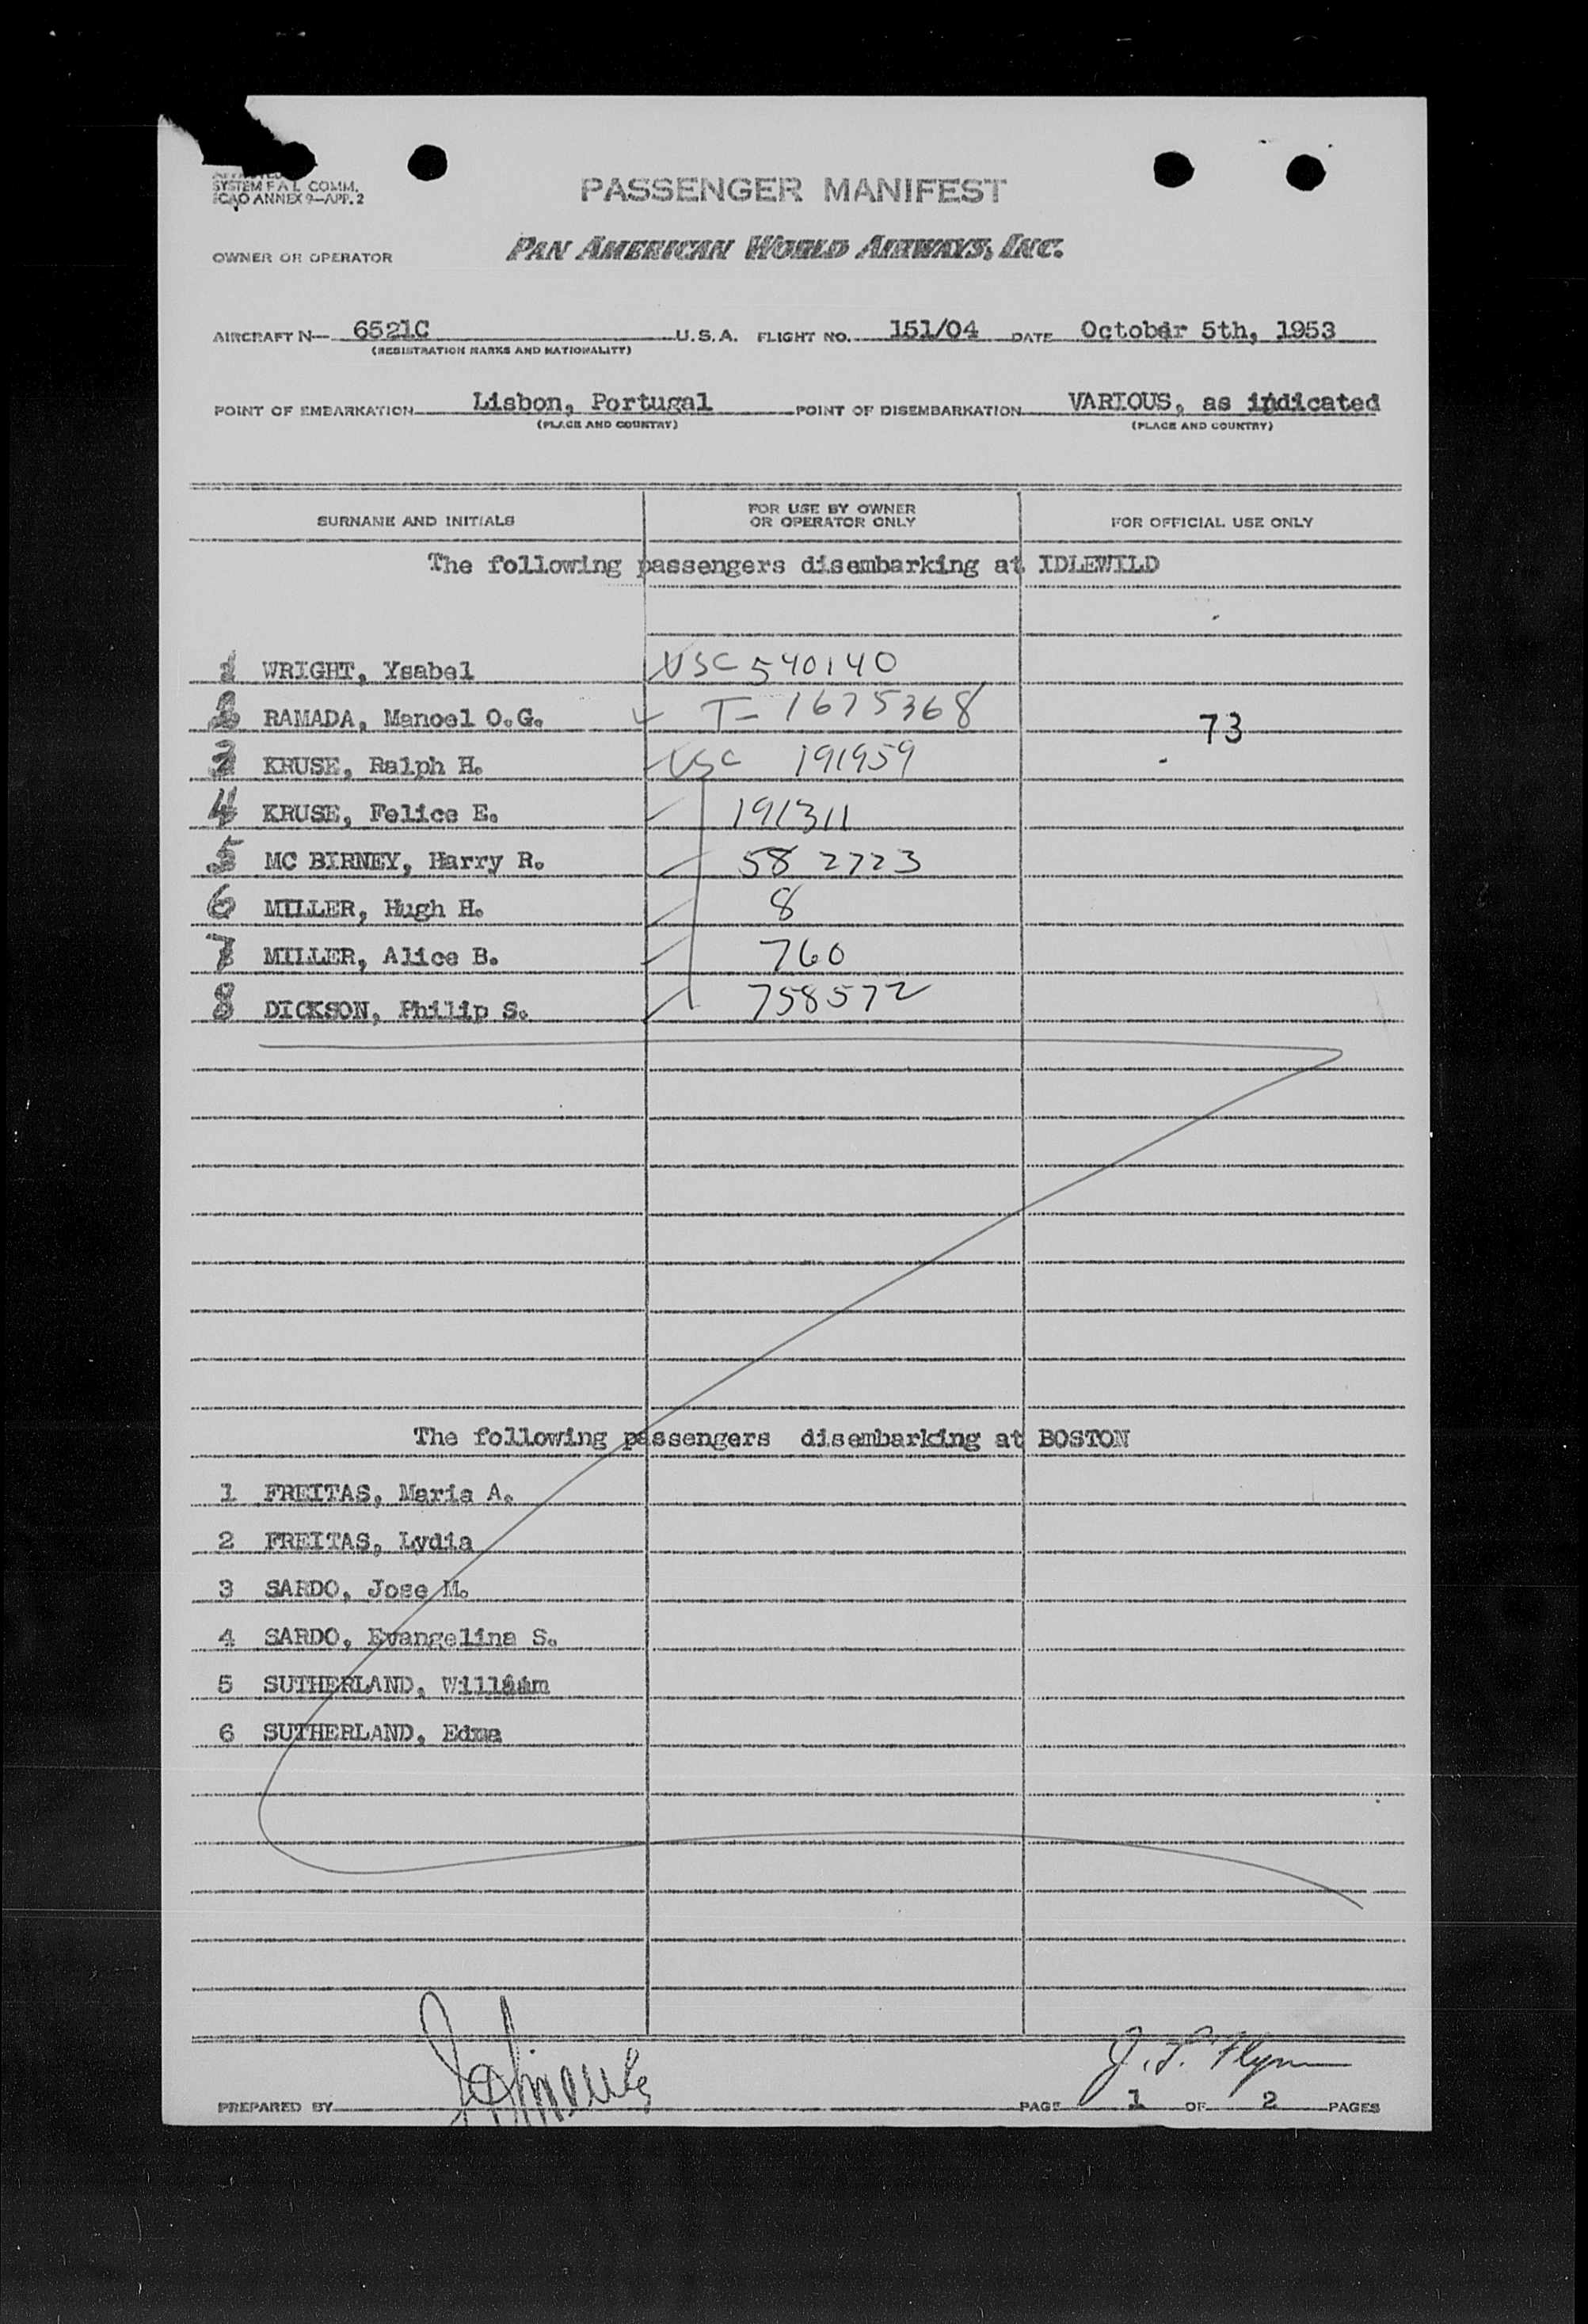 SYSTEM F A L COMM.
ICAO ANNEX 9—APP. 2
PASSENGER MANIFEST
OWNER OR OPERATOR PAN AMERICAN WORLD AIRWAYS, INC.
AIRCRAFT N— 6521C U.S.A. FLIGHT NO. 151/04 DATE October 5th, 1953
(REGISTRATION MARKS AND NATIONALITY)
POINT OF EMBARKATION Lisbon, Portugal POINT OF DISEMBARKATION VARIOUS, as indicated
(PLACE AND COUNTRY) (PLACE AND COUNTRY)
SURNAME AND INITIALS FOR USE BY OWNER OR OPERATOR ONLY FOR OFFICIAL USE ONLY
The following passengers disembarking at IDLEWILD
1 WRIGHT, Ysabel USC 540140
2 RAMADA, Manoel O.G. T- 1675368 73
3 KRUSE, Ralph H. USC 191959
4 KRUSE, Felice E. 191311
5 MC BIRNEY, Harry R. 58 2723
6 MILLER, Hugh H. 8
7 MILLER, Alice B. 760
8 DICKSON, Philip S. 758572
The following passengers disembarking at BOSTON
1 FREITAS, Maria A.
2 FREITAS, Lydia
3 SARDO, Jose M.
4 SARDO, Evangelina S.
5 SUTHERLAND, William
6 SUTHERLAND, Edna
J. P. Flynn
PREPARED BY PAGE 1 OF 2 PAGES